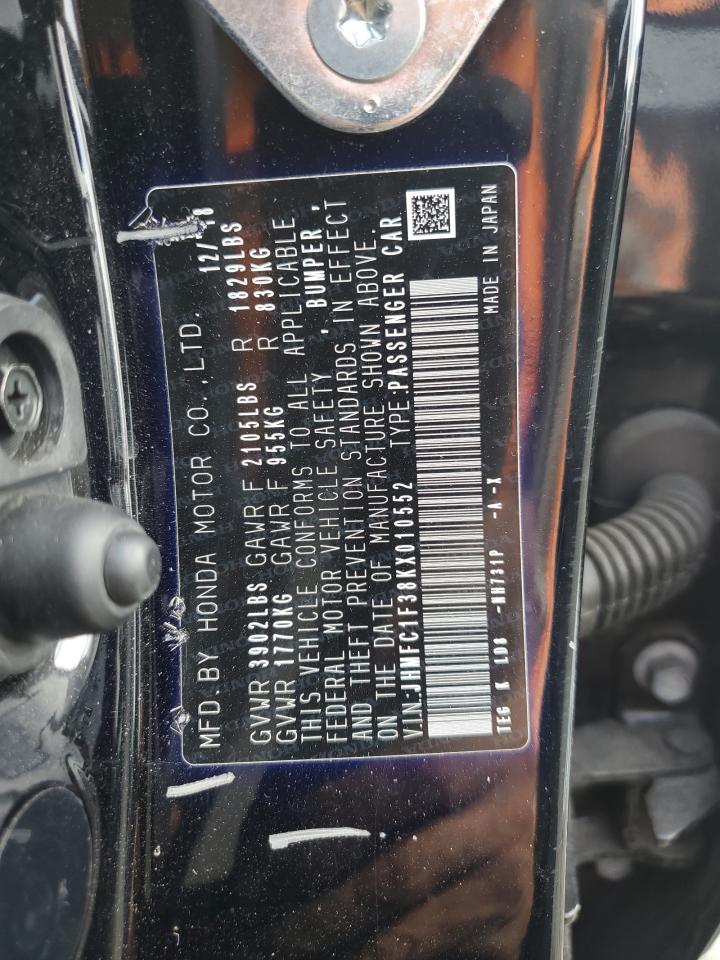 MFD. BY HONDA MOTOR CO., LTD. 12/18
GVWR 3902LBS GAWR F 2105LBS R 1829LBS
GVWR 1770KG GAWR F 955KG R 830KG
THIS VEHICLE CONFORMS TO ALL APPLICABLE
FEDERAL MOTOR VEHICLE SAFETY , BUMPER ,
AND THEFT PREVENTION STANDARDS IN EFFECT
ON THE DATE OF MANUFACTURE SHOWN ABOVE.
V.I.N:JHMFC1F38KX010552 TYPE:PASSENGER CAR
TEG K LD8 -NH731P -A -X MADE IN JAPAN